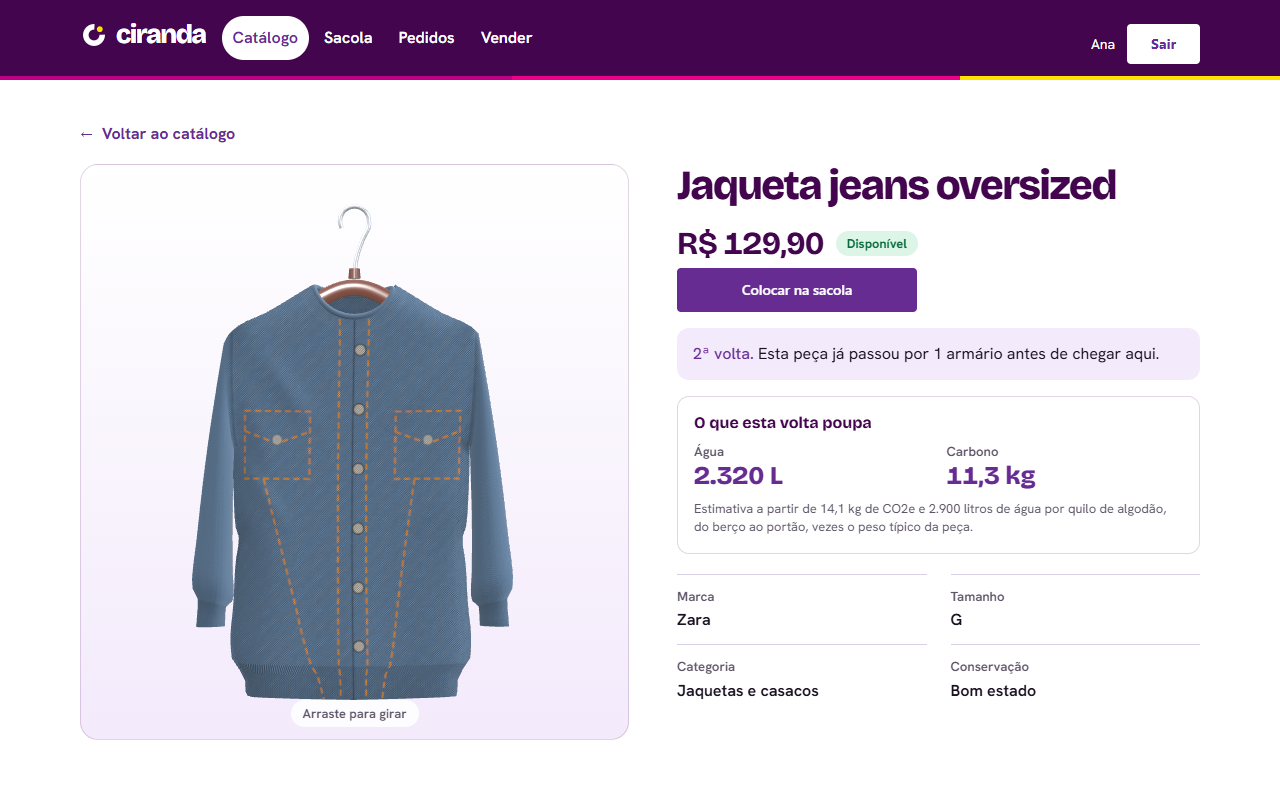 ciranda
Catálogo
Sacola
Pedidos
Vender
Ana
Sair
← Voltar ao catálogo
Arraste para girar
Jaqueta jeans oversized
R$ 129,90
Disponível
Colocar na sacola
2ª volta. Esta peça já passou por 1 armário antes de chegar aqui.
O que esta volta poupa
Água
2.320 L
Carbono
11,3 kg
Estimativa a partir de 14,1 kg de CO2e e 2.900 litros de água por quilo de algodão,
do berço ao portão, vezes o peso típico da peça.
Marca
Zara
Tamanho
G
Categoria
Jaquetas e casacos
Conservação
Bom estado